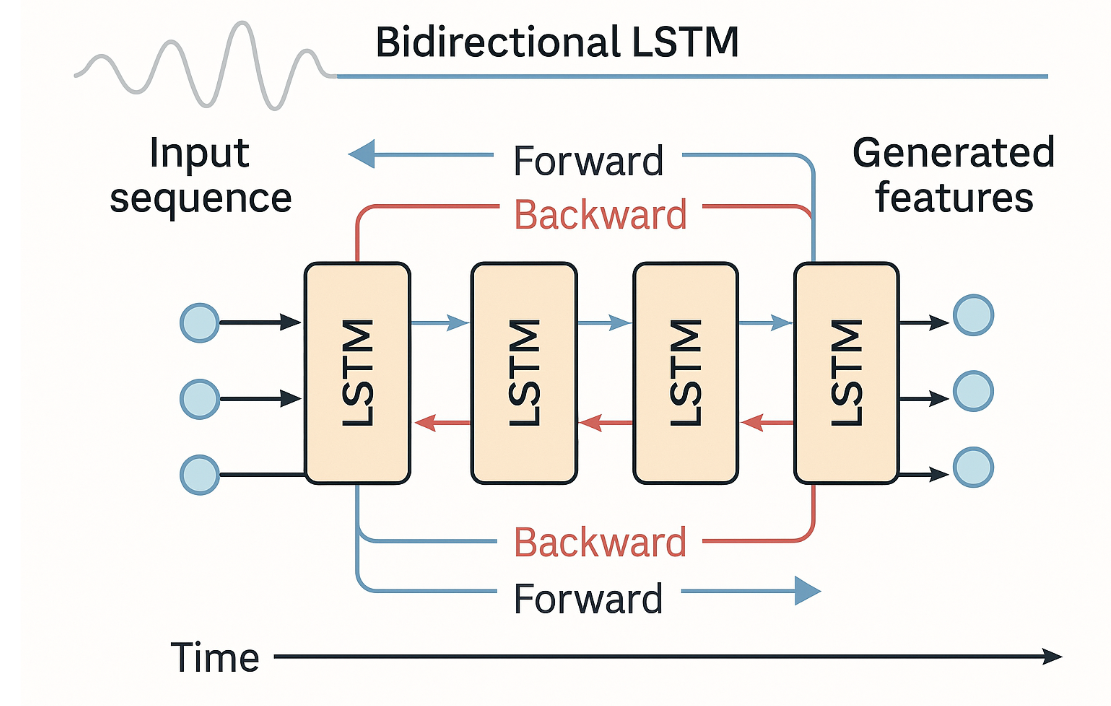 Bidirectional LSTM
Input
sequence
Forward
Backward
Generated
features
LSTM
LSTM
LSTM
LSTM
Backward
Forward
Time